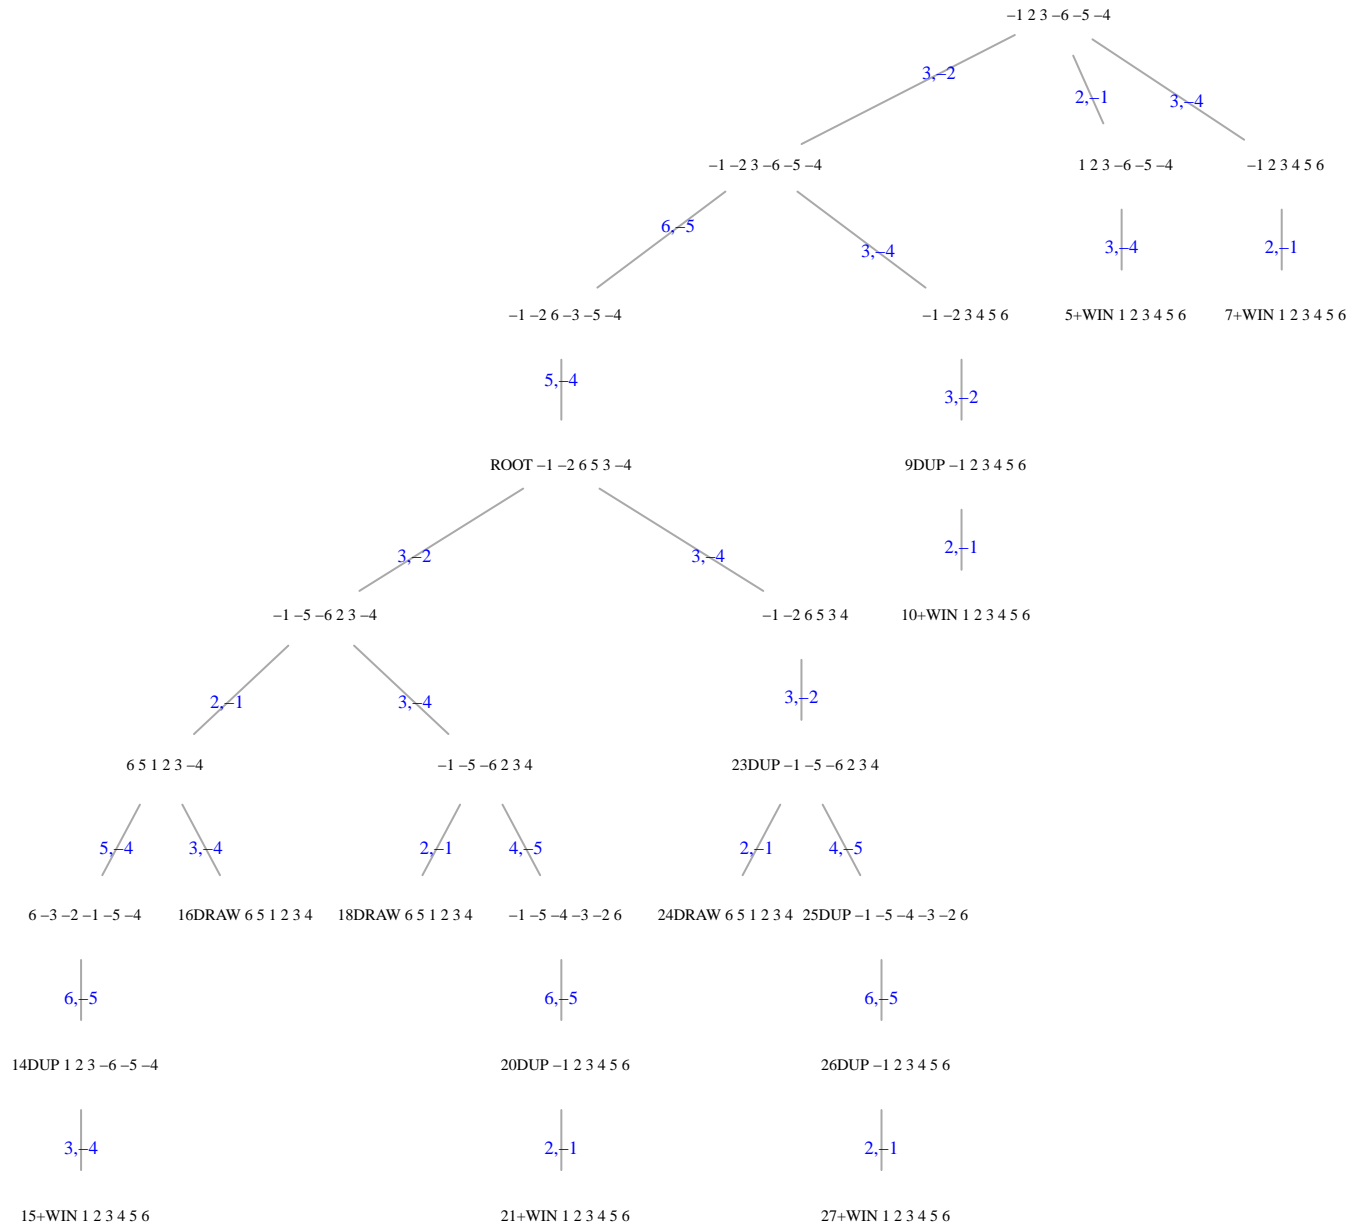 −1 2 3 −6 −5 −4
3,−2
2,−1
3,−4
−1 −2 3 −6 −5 −4
1 2 3 −6 −5 −4
−1 2 3 4 5 6
6,−5
3,−4
3,−4
2,−1
−1 −2 6 −3 −5 −4
−1 −2 3 4 5 6
5+WIN 1 2 3 4 5 6
7+WIN 1 2 3 4 5 6
5,−4
3,−2
ROOT −1 −2 6 5 3 −4
9DUP −1 2 3 4 5 6
3,−2
3,−4
2,−1
−1 −5 −6 2 3 −4
−1 −2 6 5 3 4
10+WIN 1 2 3 4 5 6
2,−1
3,−4
3,−2
6 5 1 2 3 −4
−1 −5 −6 2 3 4
23DUP −1 −5 −6 2 3 4
5,−4
3,−4
2,−1
4,−5
2,−1
4,−5
6 −3 −2 −1 −5 −4
16DRAW 6 5 1 2 3 4
18DRAW 6 5 1 2 3 4
−1 −5 −4 −3 −2 6
24DRAW 6 5 1 2 3 4
25DUP −1 −5 −4 −3 −2 6
6,−5
6,−5
6,−5
14DUP 1 2 3 −6 −5 −4
20DUP −1 2 3 4 5 6
26DUP −1 2 3 4 5 6
3,−4
2,−1
2,−1
15+WIN 1 2 3 4 5 6
21+WIN 1 2 3 4 5 6
27+WIN 1 2 3 4 5 6